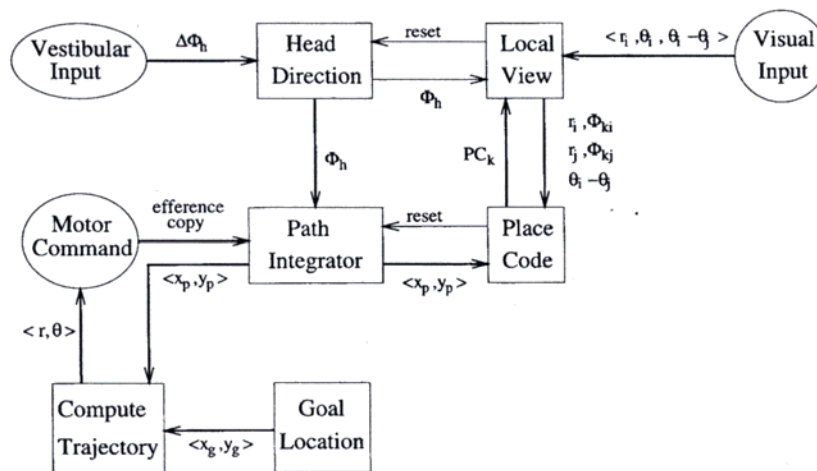 Vestibular
Input
ΔΦh
Head
Direction
reset
Φh
Local
View
< ri , θi , θi − θj >
Visual
Input
Φh
PCk
ri , Φki
rj , Φkj
θi − θj
Motor
Command
efference
copy
Path
Integrator
reset
Place
Code
<xp , yp>
<xp , yp>
< r, θ>
Compute
Trajectory
<xg , yg>
Goal
Location